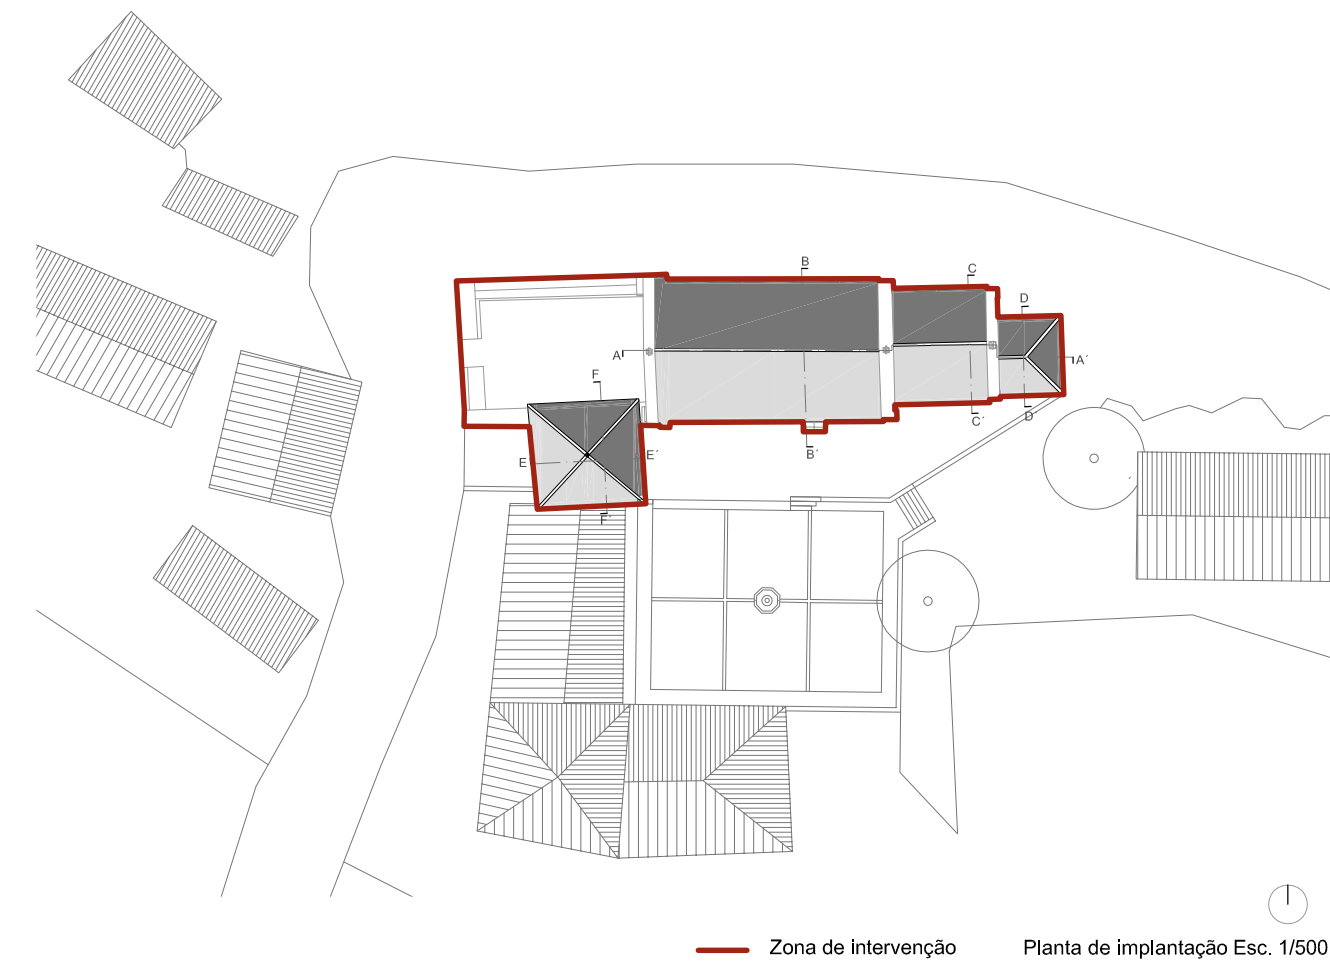 B
C
D
A
A´
F
C´
D
B´
E
E´
F´
Zona de intervenção
Planta de implantação Esc. 1/500